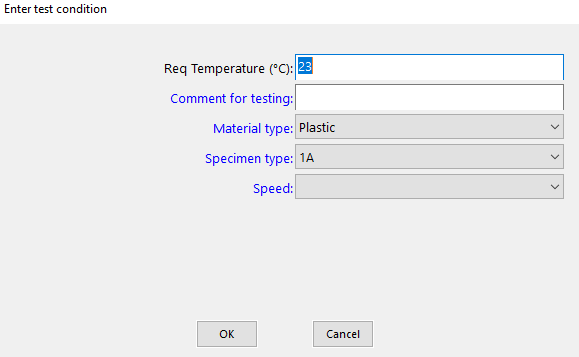 Enter test condition
Req Temperature (°C): 23
Comment for testing:
Material type: Plastic
Specimen type: 1A
Speed:
OK Cancel